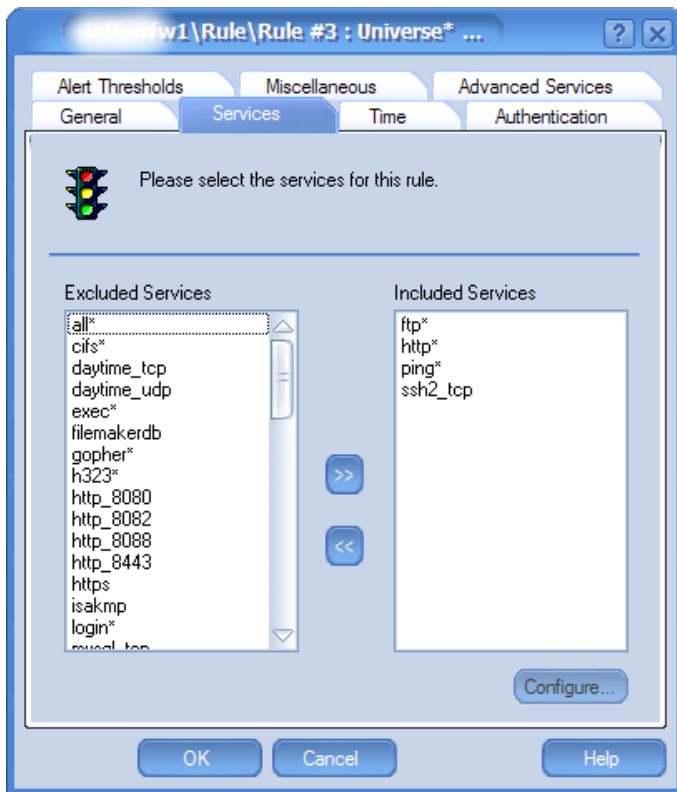 inflowfw1\Rule\Rule #3 : Universe* ...
Alert Thresholds Miscellaneous Advanced Services
General Services Time Authentication
Please select the services for this rule.
Excluded Services
all*
cifs*
daytime_tcp
daytime_udp
exec*
filemakerdb
gopher*
h323*
http_8080
http_8082
http_8088
http_8443
https
isakmp
login*
>>
<<
Included Services
ftp*
http*
ping*
ssh2_tcp
Configure...
OK Cancel Help